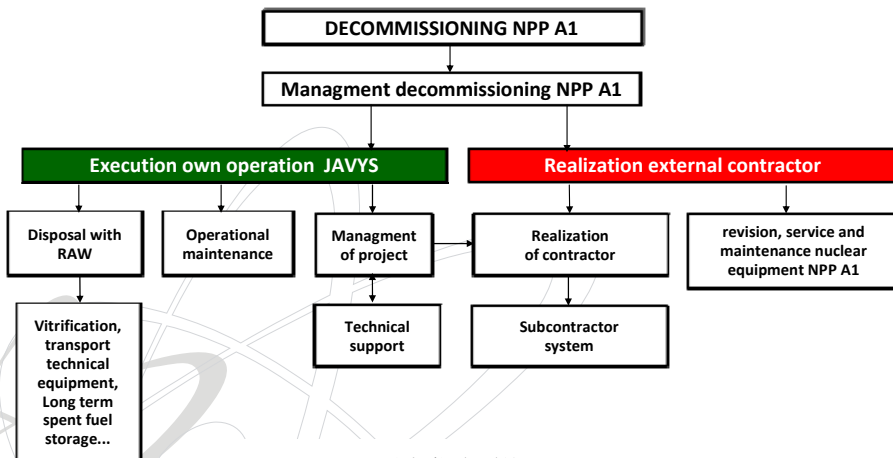 DECOMMISSIONING NPP A1
Managment decommissioning NPP A1
Execution own operation JAVYS
Realization external contractor
Disposal with
RAW
Operational
maintenance
Managment
of project
Realization
of contractor
revision, service and
maintenance nuclear
equipment NPP A1
Vitrification,
transport
technical
equipment,
Long term
spent fuel
storage...
Technical
support
Subcontractor
system